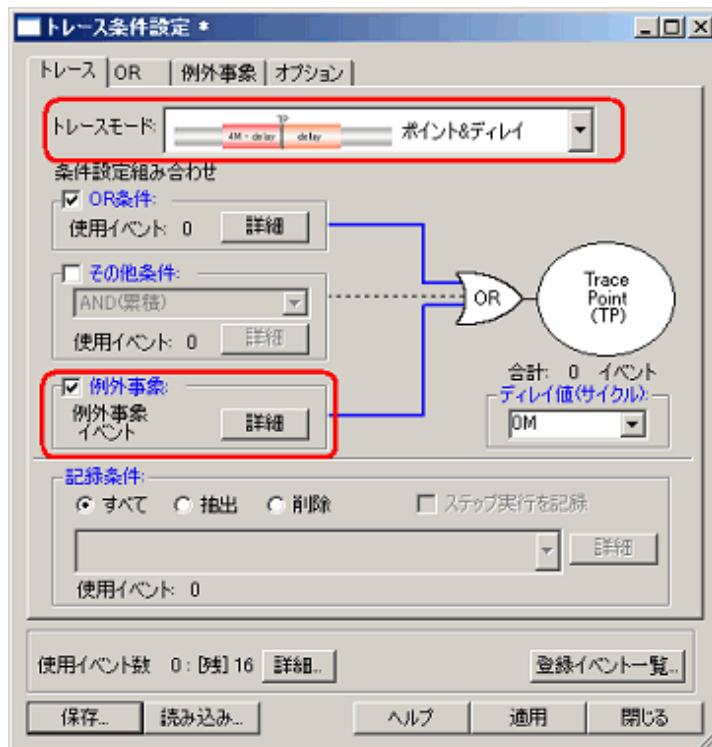 トレース条件設定 *
トレース OR 例外事象 オプション
トレースモード: 4M - delay TP delay ポイント&ディレイ
条件設定組み合わせ
OR条件:
使用イベント: 0 詳細
その他条件:
AND(累積)
使用イベント: 0 詳細
OR
Trace
Point
(TP)
合計: 0 イベント
例外事象:
例外事象
イベント
詳細
ディレイ値(サイクル):
0M
記録条件:
すべて 抽出 削除 ステップ実行を記録
詳細
使用イベント: 0
使用イベント数 0 : [残] 16 詳細... 登録イベント一覧...
保存... 読み込み... ヘルプ 適用 閉じる